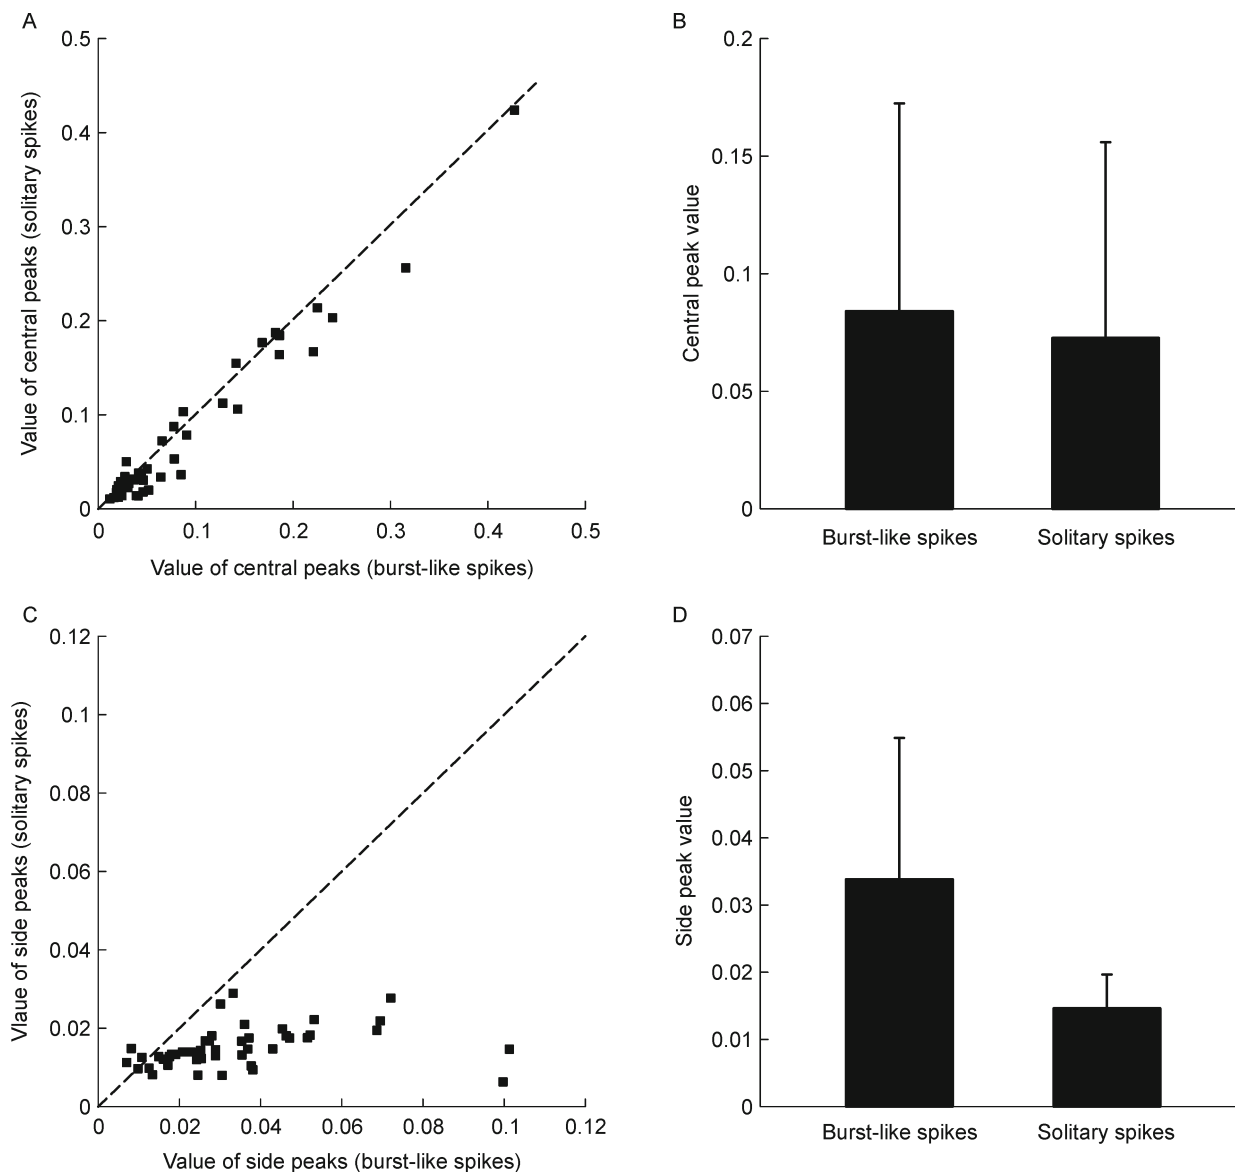 A
0.5
0.4
0.3
0.2
0.1
0
Value of central peaks (solitary spikes)
0 0.1 0.2 0.3 0.4 0.5
Value of central peaks (burst-like spikes)
B
0.2
0.15
0.1
0.05
0
Central peak value
Burst-like spikes Solitary spikes
C
0.12
0.1
0.08
0.06
0.04
0.02
0
Vlaue of side peaks (solitary spikes)
0 0.02 0.04 0.06 0.08 0.1 0.12
Value of side peaks (burst-like spikes)
D
0.07
0.06
0.05
0.04
0.03
0.02
0.01
0
Side peak value
Burst-like spikes Solitary spikes